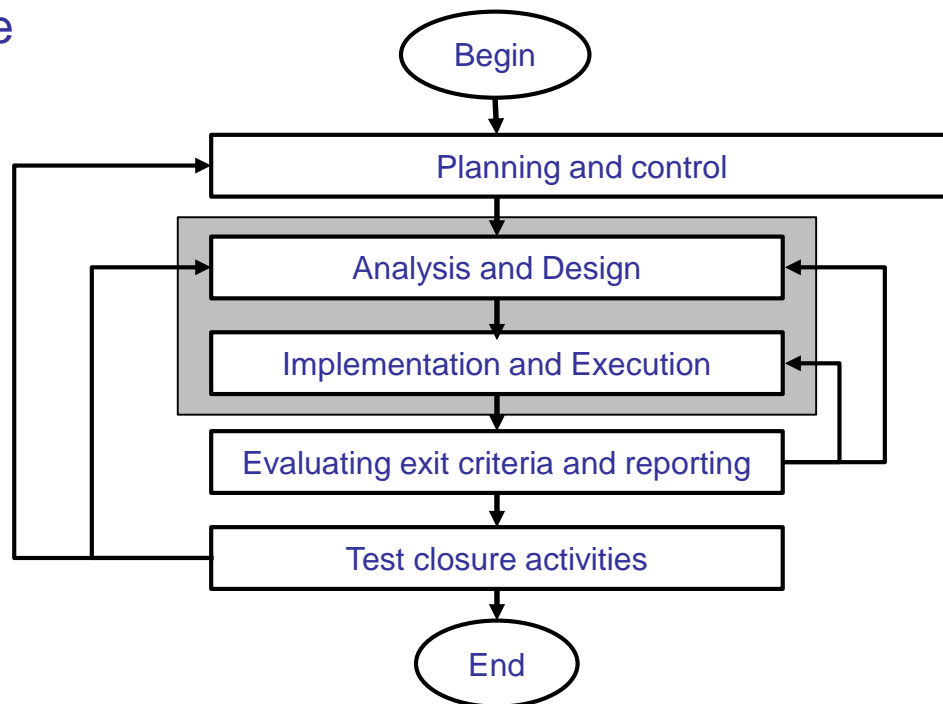 e
Begin
Planning and control
Analysis and Design
Implementation and Execution
Evaluating exit criteria and reporting
Test closure activities
End